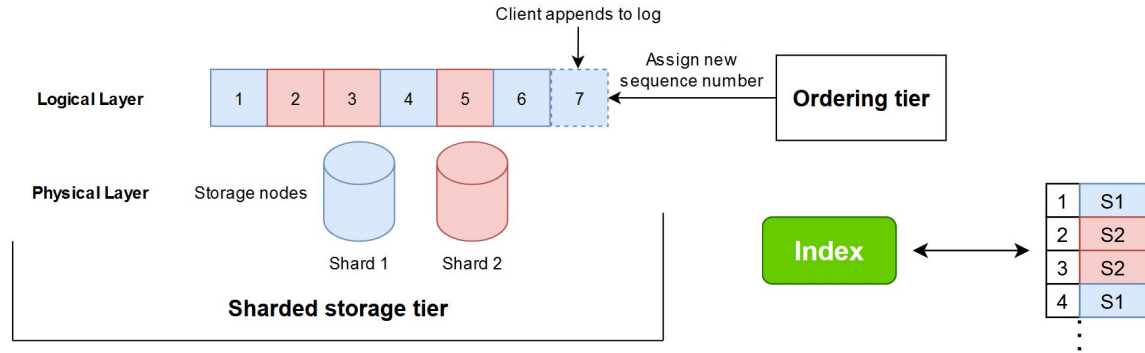 Client appends to log
Assign new
sequence number
Logical Layer
1 2 3 4 5 6 7
Ordering tier
Physical Layer
Storage nodes
Shard 1
Shard 2
Sharded storage tier
Index
1 S1
2 S2
3 S2
4 S1